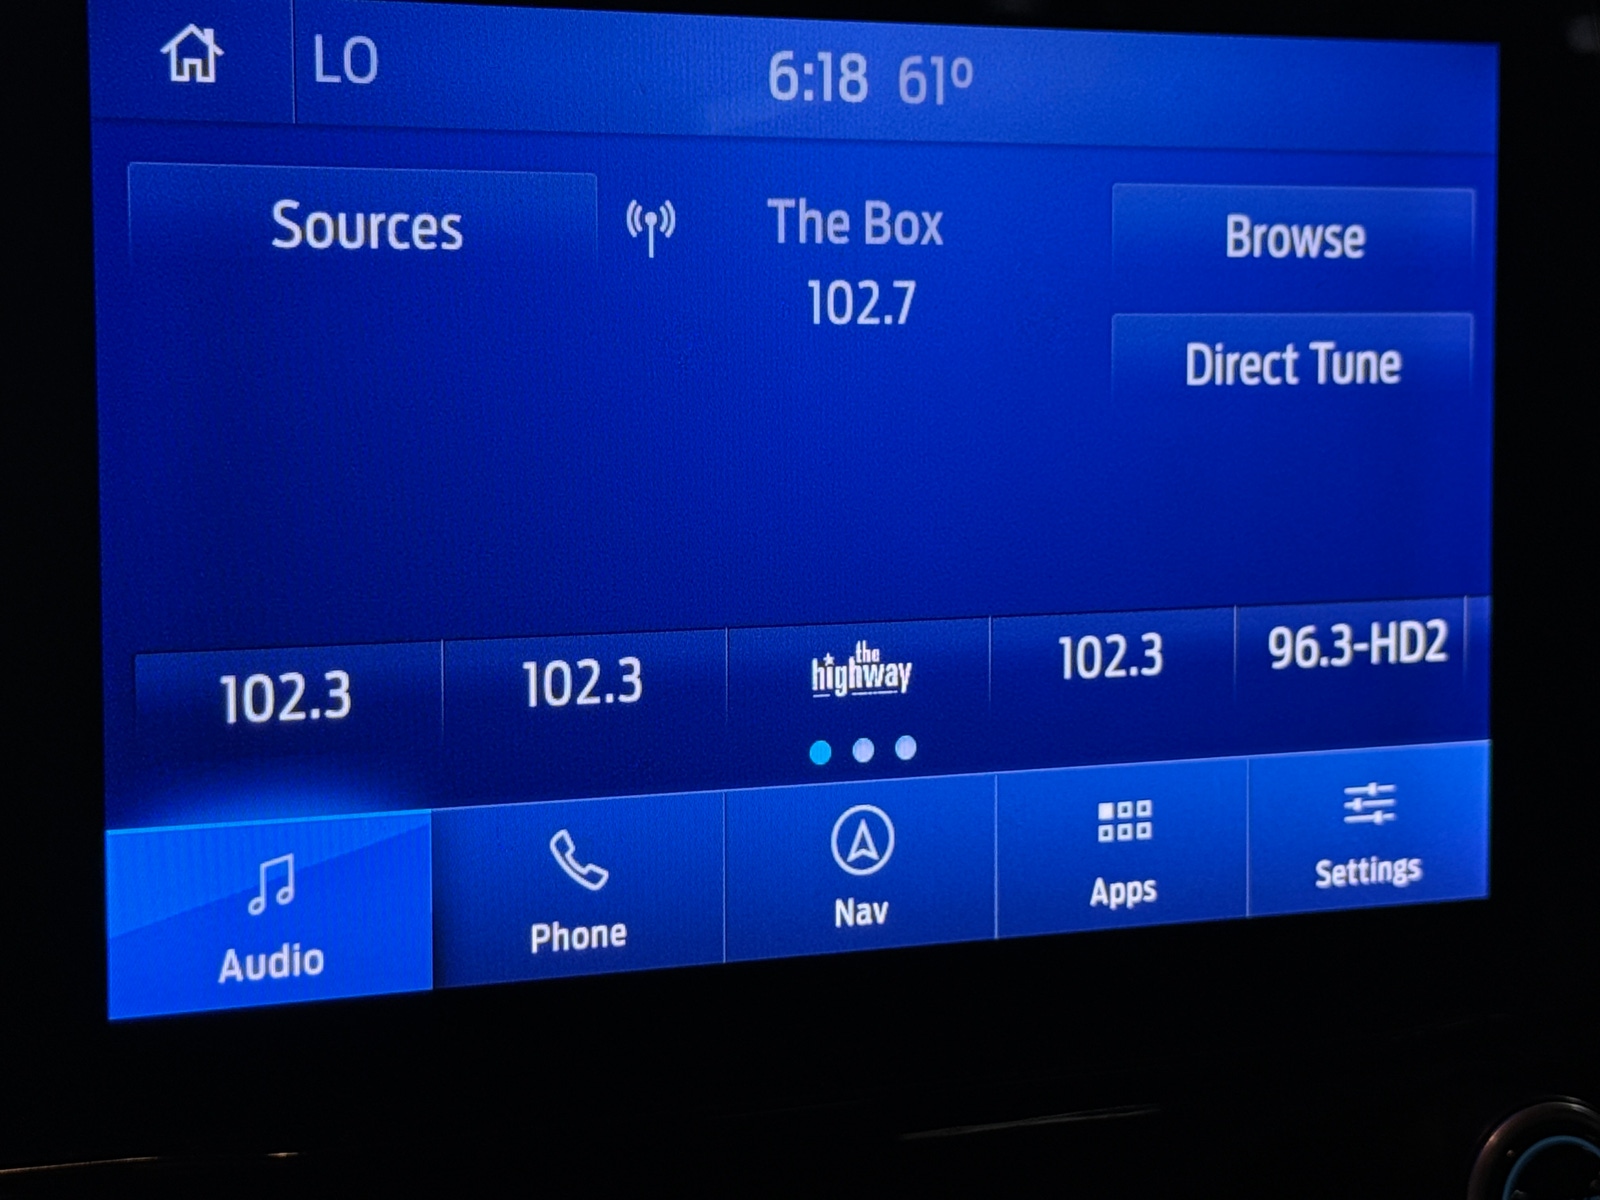 LO
6:18 61°
Sources
The Box
102.7
Browse
Direct Tune
102.3
102.3
the highway
102.3
96.3-HD2
Audio
Phone
Nav
Apps
Settings